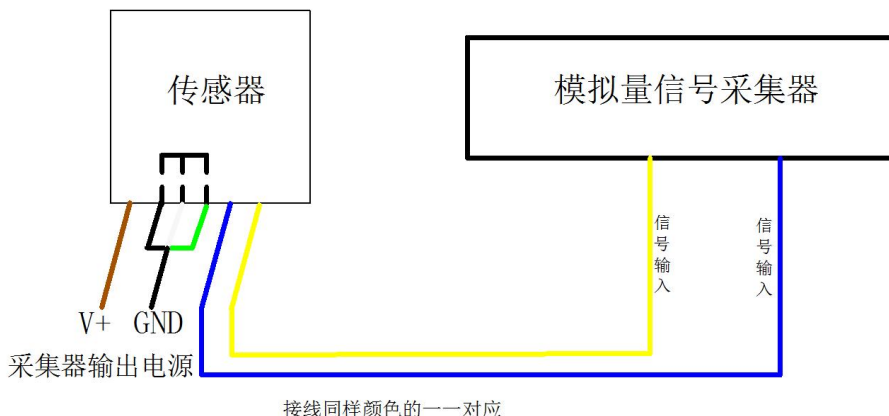 传感器
模拟量信号采集器
信号输入
信号输入
V+ GND
采集器输出电源
接线同样颜色的一一对应